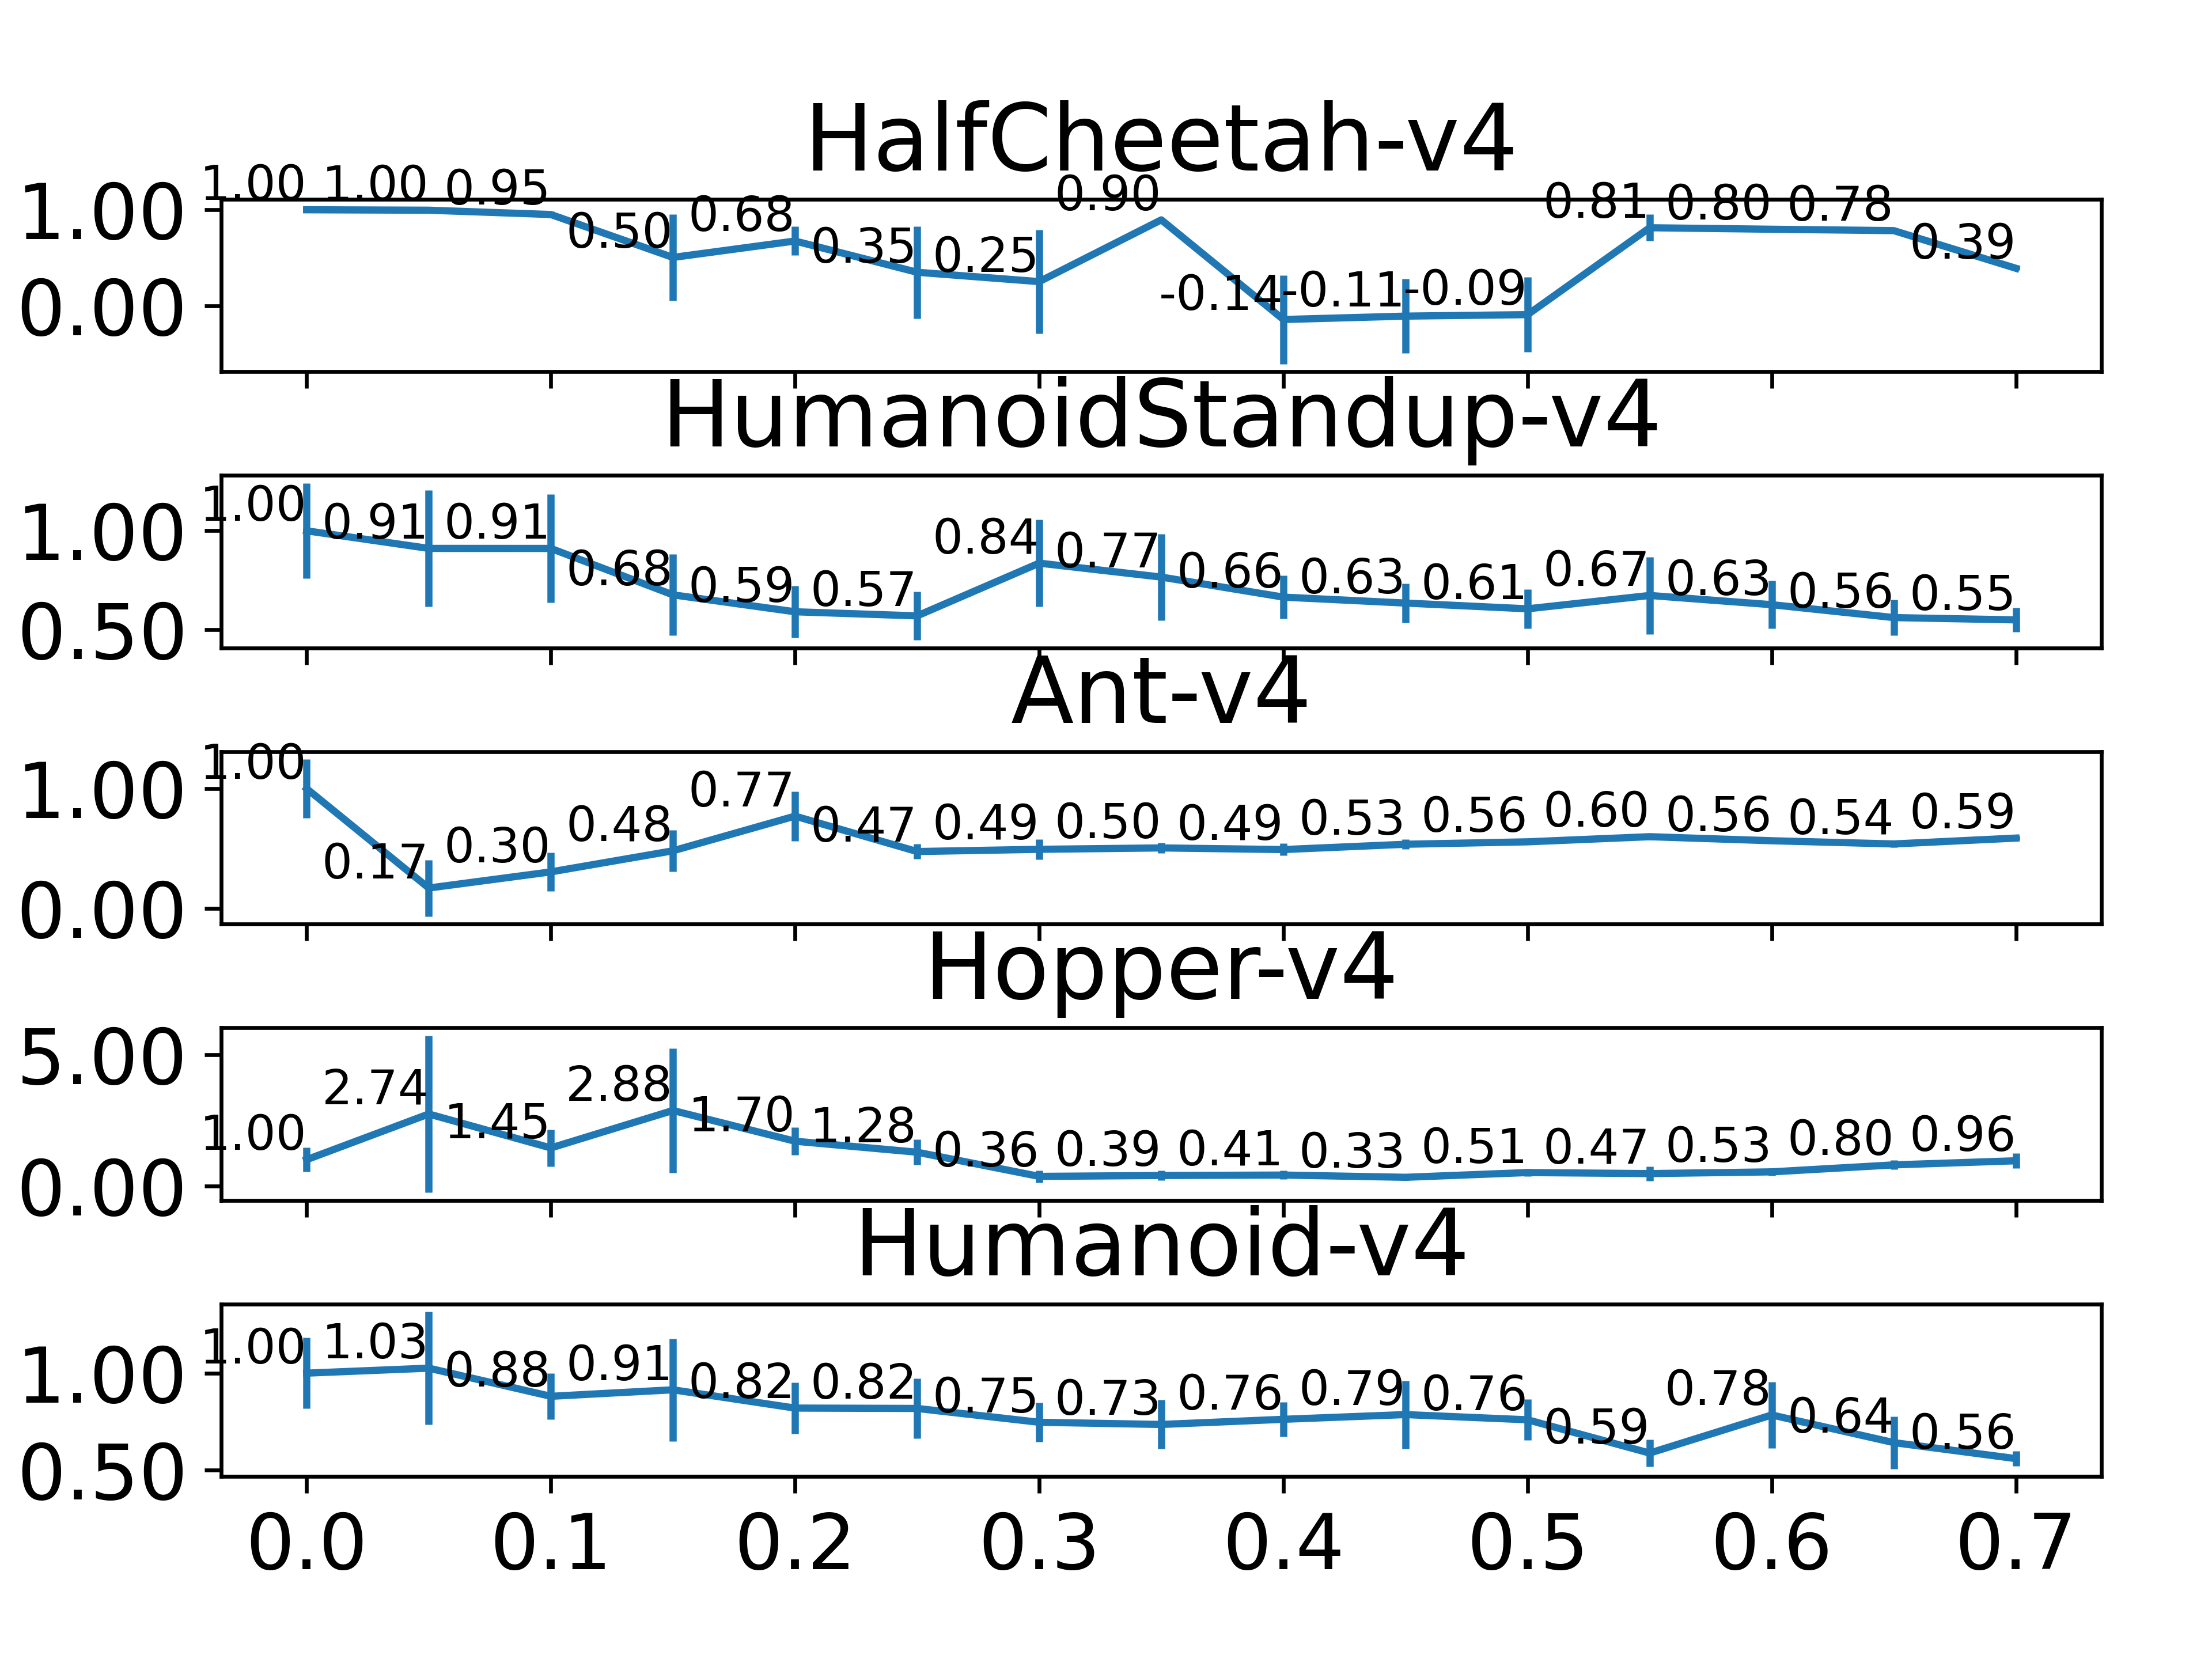 HalfCheetah-v4
1.00 1.00 1.00 0.95 0.50 0.68 0.35 0.25 0.90 -0.14 -0.11 -0.09 0.81 0.80 0.78 0.39
0.00
HumanoidStandup-v4
1.00 1.00 0.91 0.91 0.68 0.59 0.57 0.84 0.77 0.66 0.63 0.61 0.67 0.63 0.56 0.55
0.50
Ant-v4
1.00 1.00 0.17 0.30 0.48 0.77 0.47 0.49 0.50 0.49 0.53 0.56 0.60 0.56 0.54 0.59
0.00
Hopper-v4
5.00 1.00 2.74 1.45 2.88 1.70 1.28 0.36 0.39 0.41 0.33 0.51 0.47 0.53 0.80 0.96
0.00
Humanoid-v4
1.00 1.00 1.03 0.88 0.91 0.82 0.82 0.75 0.73 0.76 0.79 0.76 0.59 0.78 0.64 0.56
0.50
0.0 0.1 0.2 0.3 0.4 0.5 0.6 0.7